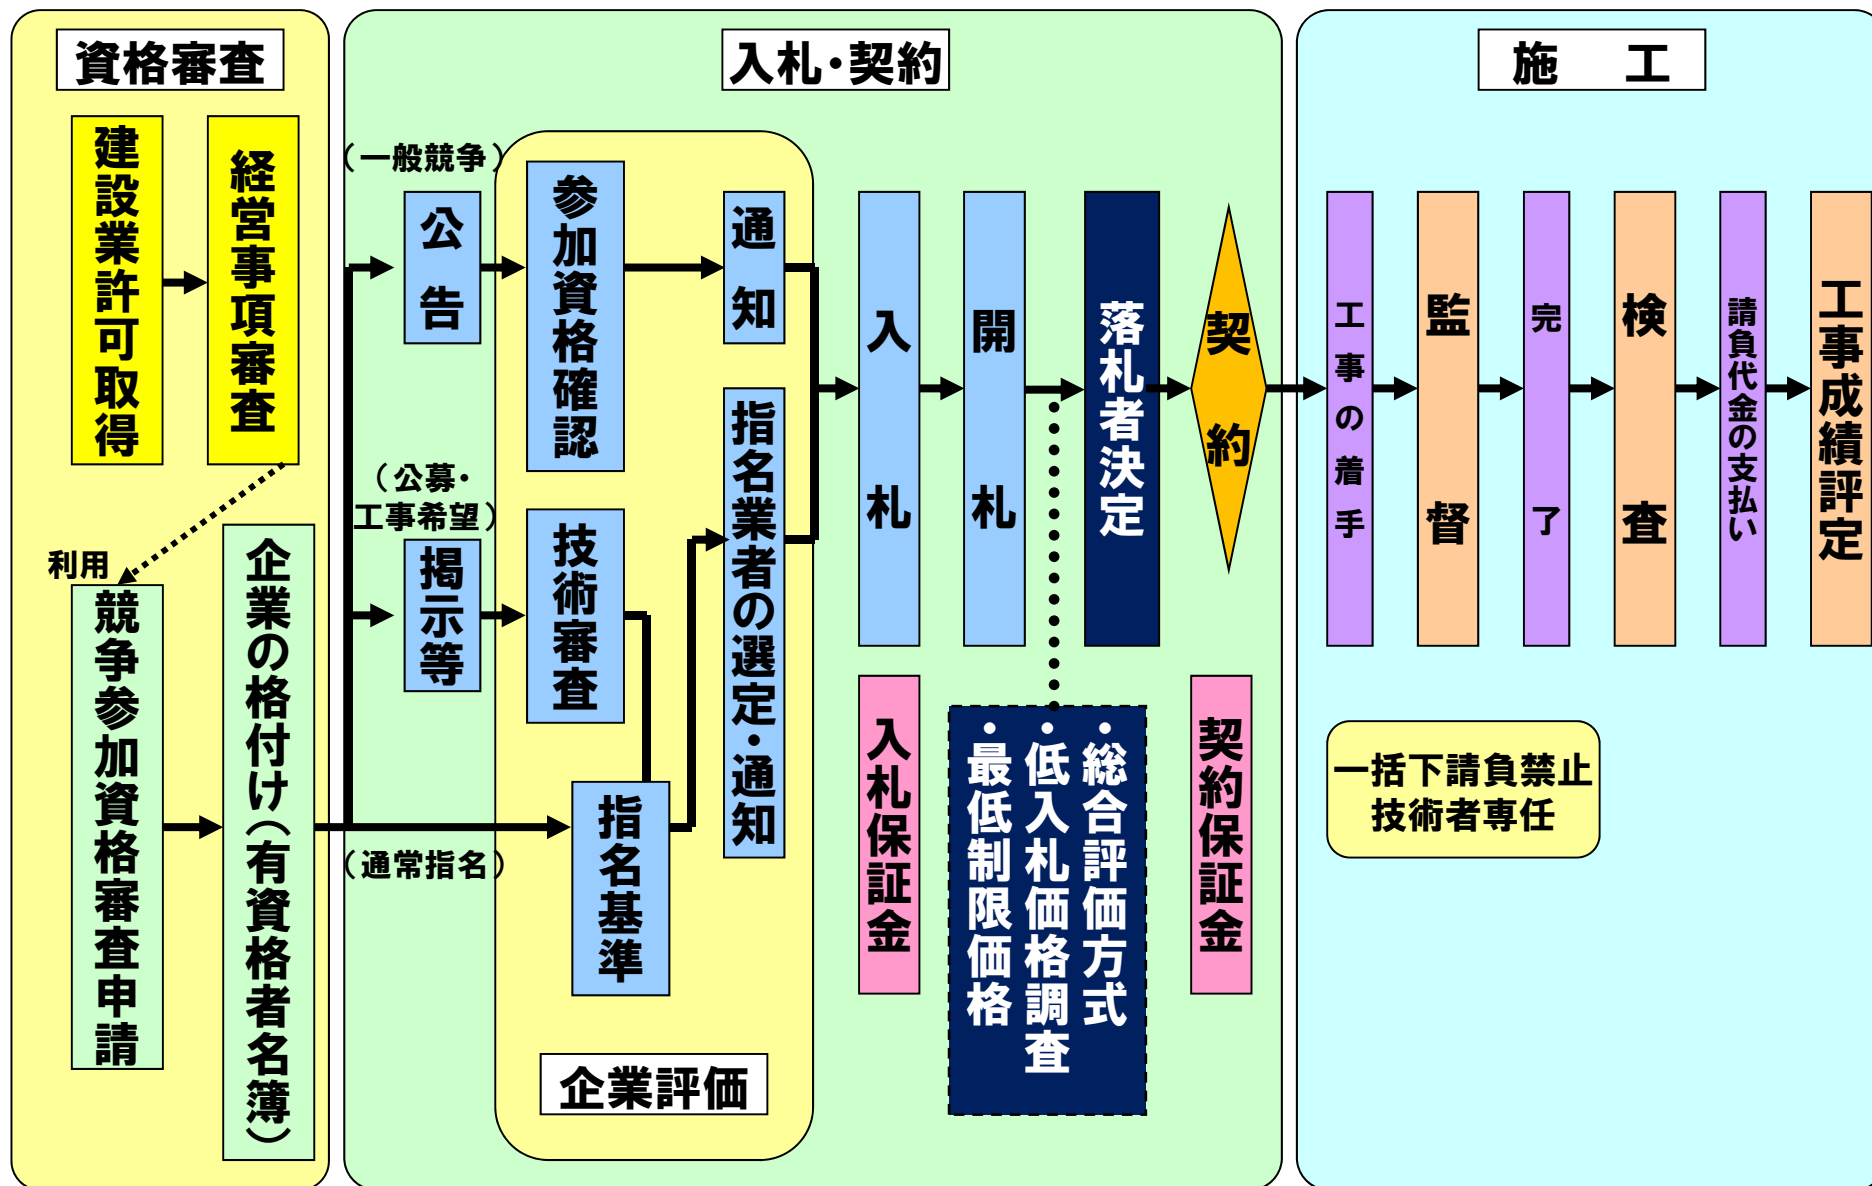 資格審査
建設業許可取得
経営事項審査
利用
競争参加資格審査申請
企業の格付け（有資格者名簿）
入札・契約
（一般競争）
公告
参加資格確認
通知
（公募・
工事希望）
掲示等
技術審査
指名業者の選定・通知
（通常指名）
指名基準
企業評価
入札
開札
落札者決定
契約
入札保証金
・総合評価方式
・低入札価格調査
・最低制限価格
契約保証金
施　工
工事の着手
監督
完了
検査
請負代金の支払い
工事成績評定
一括下請負禁止
技術者専任